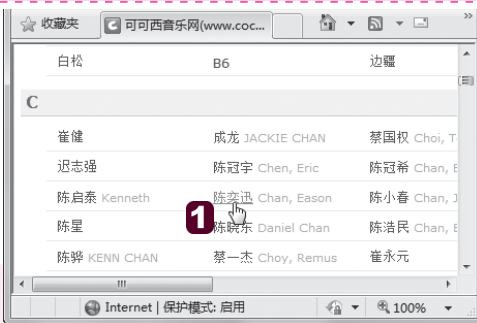 收藏夹 可可西音乐网(www.coc... »
白松 B6 边疆
C
崔健 成龙 JACKIE CHAN 蔡国权 Choi, T
迟志强 陈冠宇 Chen, Eric 陈冠希 Chan, E
陈启泰 Kenneth 陈奕迅 Chan, Eason 陈小春 Chan, J
1
陈星 陈晓东 Daniel Chan 陈浩民 Chan, E
陈骅 KENN CHAN 蔡一杰 Choy, Remus 崔永元
Internet | 保护模式: 启用 100%